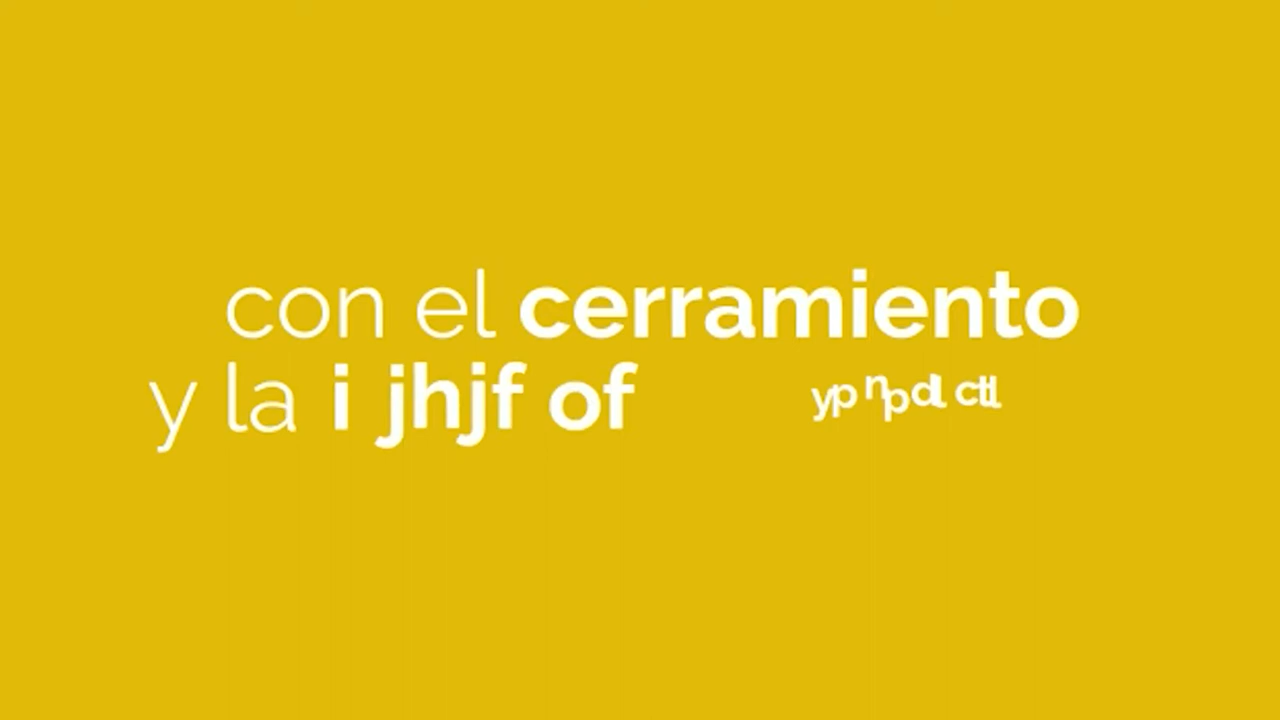 con el cerramiento
y la i jhjf of